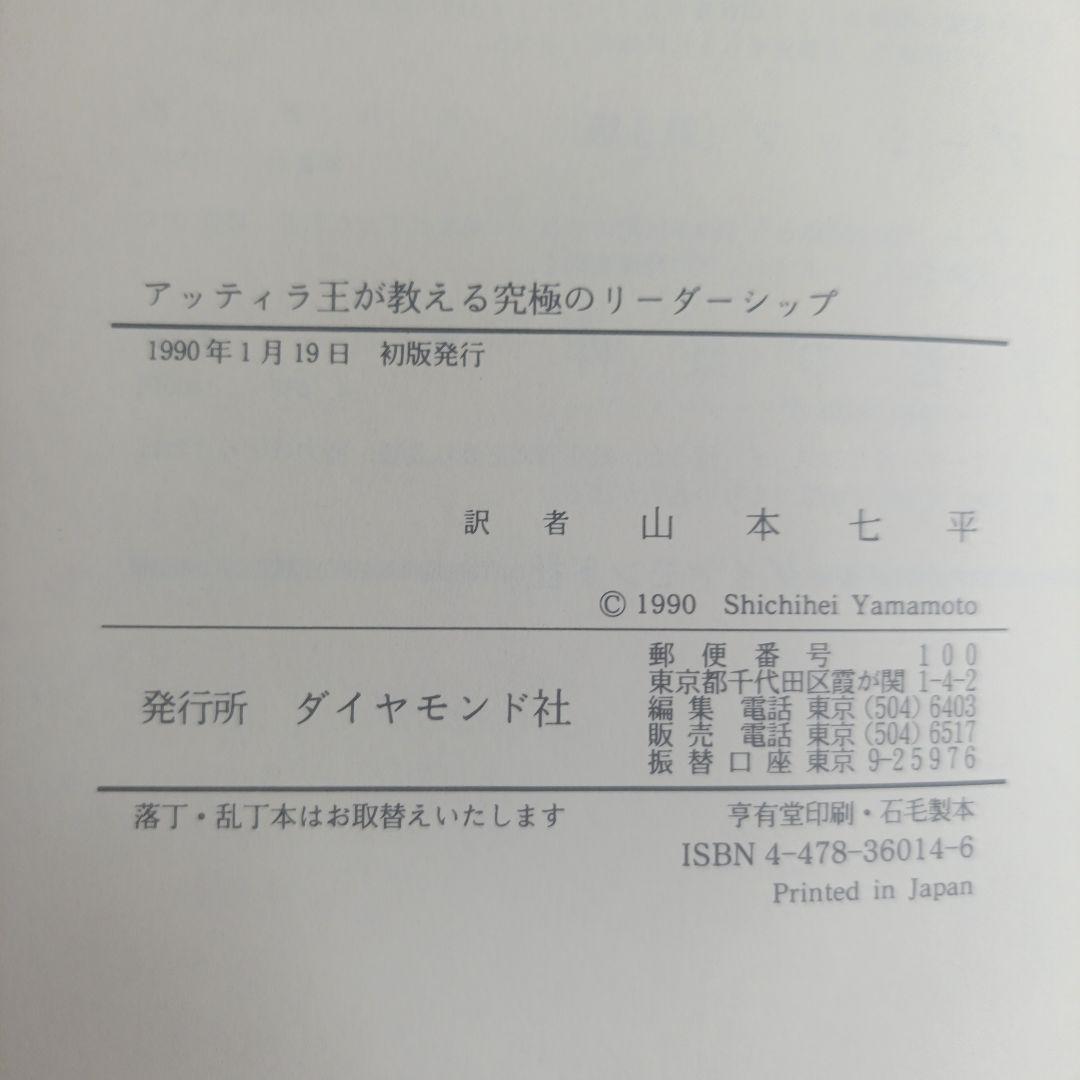 アッティラ王が教える究極のリーダーシップ
1990年1月19日　初版発行
訳　者　山　本　七　平
© 1990　Shichihei Yamamoto
発行所　ダイヤモンド社
郵　便　番　号　100
東京都千代田区霞が関 1-4-2
編　集　電話　東京 (504) 6403
販　売　電話　東京 (504) 6517
振　替　口　座　東京 9-25976
落丁・乱丁本はお取替えいたします
亨有堂印刷・石毛製本
ISBN 4-478-36014-6
Printed in Japan